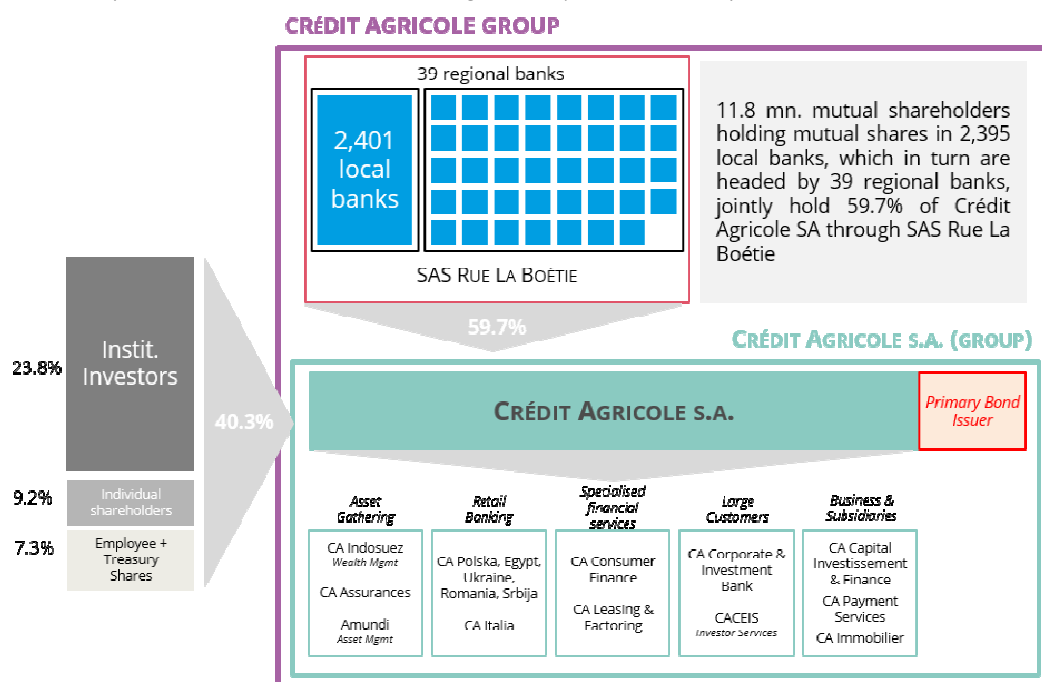 CRÉDIT AGRICOLE GROUP
39 regional banks
2,401
local
banks
SAS RUE LA BOÉTIE
11.8 mn. mutual shareholders
holding mutual shares in 2,395
local banks, which in turn are
headed by 39 regional banks,
jointly hold 59.7% of Crédit
Agricole SA through SAS Rue La
Boétie
59.7%
CRÉDIT AGRICOLE S.A. (GROUP)
Instit.
Investors
23.8%
40.3%
CRÉDIT AGRICOLE S.A.
Primary Bond
Issuer
9.2%
Individual
shareholders
7.3%
Employee +
Treasury
Shares
Asset
Gathering
CA Indosuez
Wealth Mgmt
CA Assurances
Amundi
Asset Mgmt
Retail
Banking
CA Polska, Egypt,
Ukraine,
Romania, Srbija
CA Italia
Specialised
financial
services
CA Consumer
Finance
CA Leasing &
Factoring
Large
Customers
CA Corporate &
Investment
Bank
CACEIS
Investor Services
Business &
Subsidiaries
CA Capital
Investissement
& Finance
CA Payment
Services
CA Immobilier